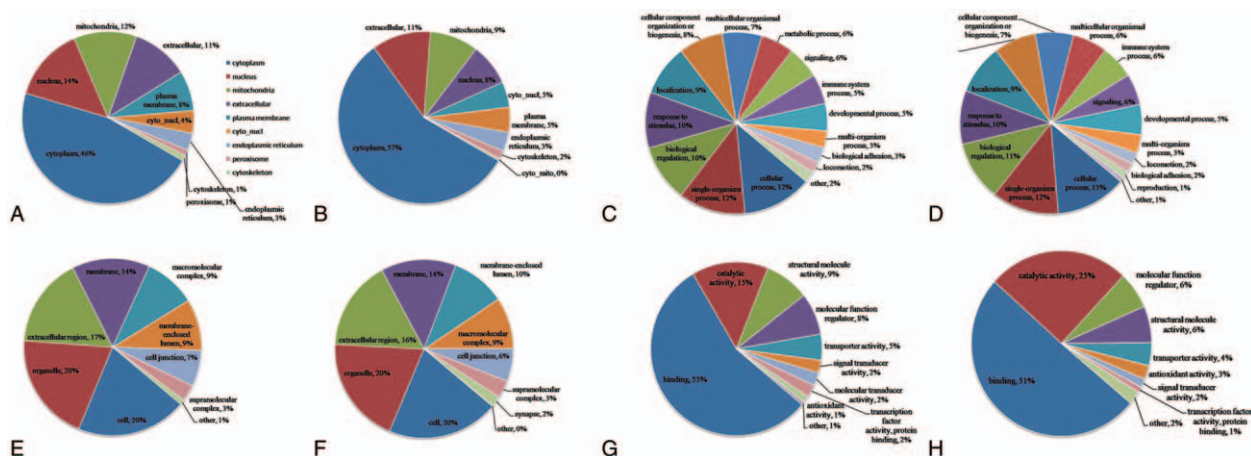 mitochondria, 12%
extracellular, 11%
nucleus, 14%
plasma
membrane, 8%
cyto_nucl, 4%
cytoplasm, 46%
cytoskeleton, 1%
peroxisome, 1%
endoplasmic
reticulum, 3%
cytoplasm
nucleus
mitochondria
extracellular
plasma membrane
cyto_nucl
endoplasmic reticulum
peroxisome
cytoskeleton
A
extracellular, 11%
mitochondria, 9%
nucleus, 8%
cyto_nucl, 5%
plasma
membrane, 5%
endoplasmic
reticulum, 3%
cytoskeleton, 2%
cyto_mito, 0%
cytoplasm, 57%
B
cellular component
organization or
biogenesis, 8%
multicellular organismal
process, 7%
metabolic process, 6%
signaling, 6%
immune system
process, 5%
developmental process, 5%
multi-organism
process, 3%
biological adhesion, 3%
locomotion, 2%
other, 2%
cellular
process, 12%
single-organism
process, 12%
biological
regulation, 10%
response to
stimulus, 10%
localization, 9%
C
cellular component
organization or
biogenesis, 7%
multicellular organismal
process, 6%
immune system
process, 6%
signaling, 6%
developmental process, 5%
multi-organism
process, 3%
locomotion, 2%
biological adhesion, 2%
reproduction, 1%
other, 1%
cellular
process, 13%
single-organism
process, 12%
biological
regulation, 11%
response to
stimulus, 10%
localization, 9%
D
membrane, 14%
macromolecular
complex, 9%
membrane-
enclosed
lumen, 9%
cell junction, 7%
supramolecular
complex, 3%
other, 1%
cell, 20%
organelle, 20%
extracellular region, 17%
E
membrane, 14%
membrane-enclosed
lumen, 10%
macromolecular
complex, 9%
cell junction, 6%
supramolecular
complex, 3%
synapse, 2%
other, 0%
cell, 20%
organelle, 20%
extracellular region, 16%
F
catalytic
activity, 15%
structural molecule
activity, 9%
molecular function
regulator, 8%
transporter activity, 5%
signal transducer
activity, 2%
molecular transducer
activity, 2%
transcription
factor
activity, protein
binding, 2%
antioxidant
activity, 1%
other, 1%
binding, 55%
G
catalytic activity, 25%
molecular function
regulator, 6%
structural molecule
activity, 6%
transporter activity, 4%
antioxidant activity, 3%
signal transducer
activity, 2%
transcription factor
activity, protein
binding, 1%
other, 2%
binding, 51%
H